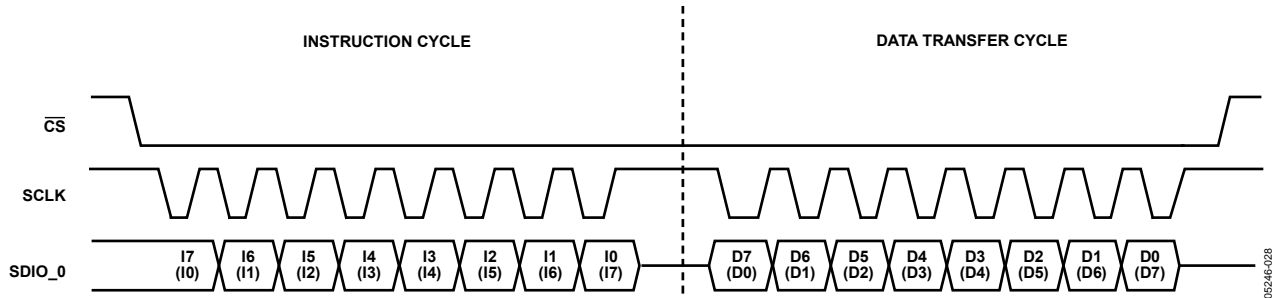 INSTRUCTION CYCLE DATA TRANSFER CYCLE
CS
SCLK
SDIO_0
I7 I6 I5 I4 I3 I2 I1 I0 D7 D6 D5 D4 D3 D2 D1 D0
(I0) (I1) (I2) (I3) (I4) (I5) (I6) (I7) (D0) (D1) (D2) (D3) (D4) (D5) (D6) (D7)
05246-028